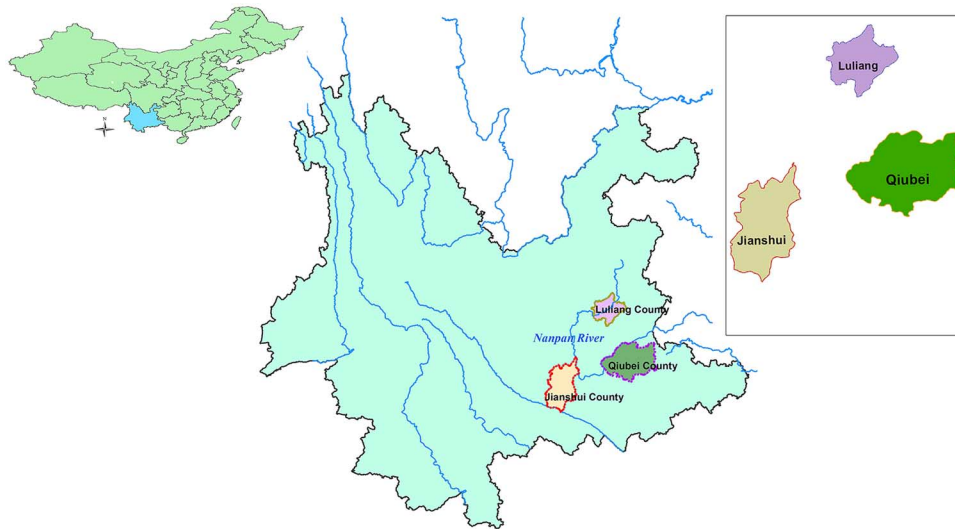 N
Luliang
Qiubei
Jianshui
Luliang County
Nanpan River
Qiubei County
Jianshui County